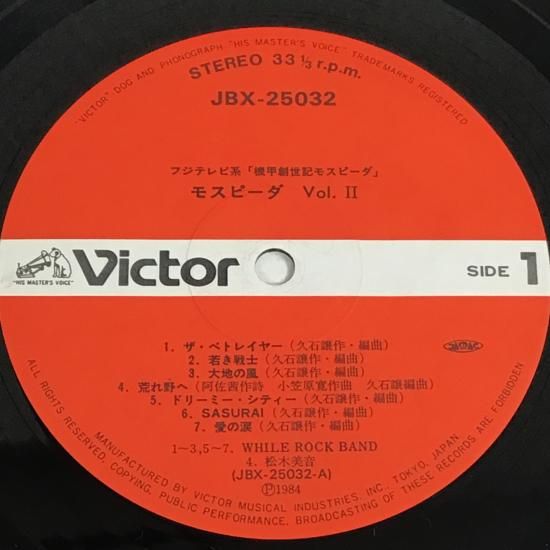 "VICTOR" DOG AND PHONOGRAPH "HIS MASTER'S VOICE" TRADEMARKS REGISTERED
STEREO 33 1/3 r.p.m.
JBX-25032
フジテレビ系「機甲創世記モスピーダ」
モスピーダ Vol. II
Victor
"HIS MASTER'S VOICE"
SIDE 1
1. ザ・ベトレイヤー(久石譲作・編曲)
2. 若き戦士(久石譲作・編曲)
3. 大地の風(久石譲作・編曲)
4. 荒れ野へ(阿佐茜作詩 小笠原寛作曲 久石譲編曲)
5. ドリーミー・シティー(久石譲作・編曲)
6. SASURAI(久石譲作・編曲)
7. 愛の涙(久石譲作・編曲)
1~3,5~7. WHILE ROCK BAND
4. 松木美音
(JBX-25032-A)
Ⓟ1984
MANUFACTURED BY VICTOR MUSICAL INDUSTRIES, INC., TOKYO, JAPAN
ALL RIGHTS RESERVED. COPYING, PUBLIC PERFORMANCE, BROADCASTING OF THESE RECORDS ARE FORBIDDEN